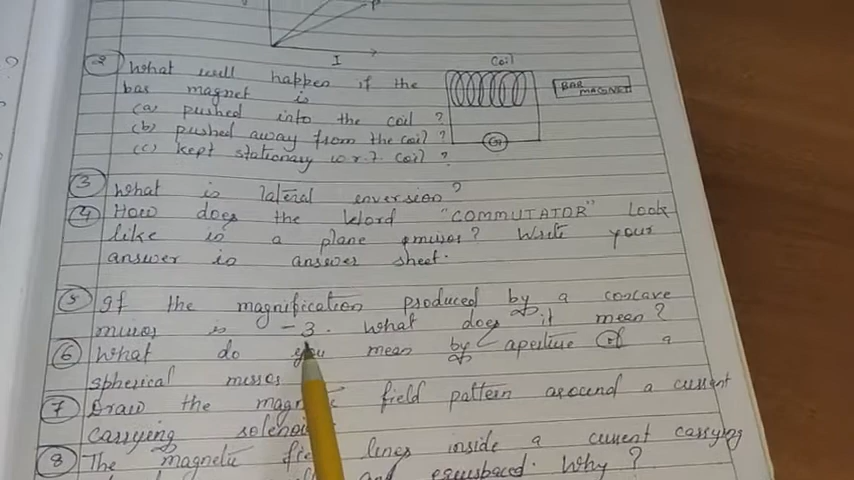 I
② What will happen if the
bar magnet is
(a) pushed into the coil ?
(b) pushed away from the coil ?
(c) kept stationary w.r.t. coil ?
Coil
BAR MAGNET
G
③ What is lateral inversion ?
④ How does the word "COMMUTATOR" look
like in a plane mirror ? Write your
answer in answer sheet.
⑤ If the magnification produced by a concave
mirror is -3. What does it mean ?
⑥ What do you mean by aperture of a
spherical mirror
⑦ Draw the magnetic field pattern around a current
carrying solenoid
⑧ The magnetic field lines inside a current carrying
and equispaced. Why ?